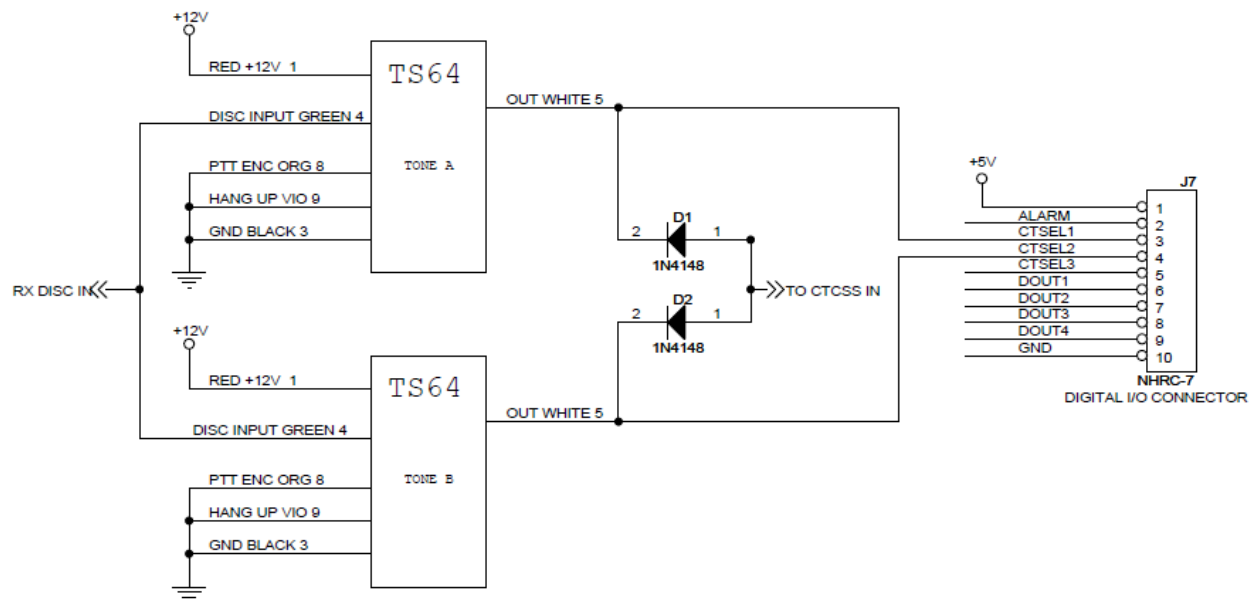 +12V
RED +12V 1
TS64
OUT WHITE 5
DISC INPUT GREEN 4
PTT ENC ORG 8
TONE A
HANG UP VIO 9
GND BLACK 3
RX DISC IN
D1
2 1
1N4148
TO CTCSS IN
D2
2 1
1N4148
+12V
RED +12V 1
TS64
OUT WHITE 5
DISC INPUT GREEN 4
PTT ENC ORG 8
TONE B
HANG UP VIO 9
GND BLACK 3
+5V
J7
1
ALARM 2
CTSEL1 3
CTSEL2 4
CTSEL3 5
DOUT1 6
DOUT2 7
DOUT3 8
DOUT4 9
GND 10
NHRC-7
DIGITAL I/O CONNECTOR